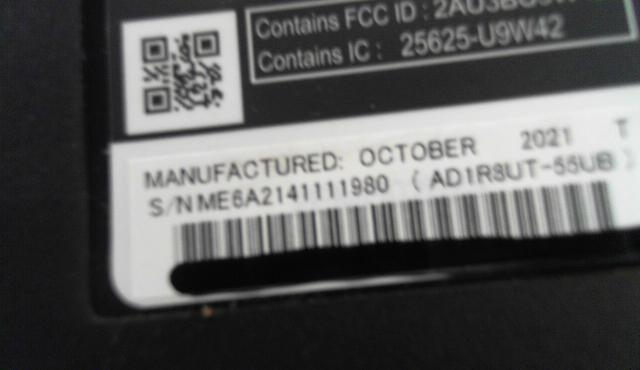 Contains FCC ID :
Contains IC : 25625-U9W42
MANUFACTURED: OCTOBER 2021 T
S/N ME6A2141111980 ( AD1R8UT-55UB )